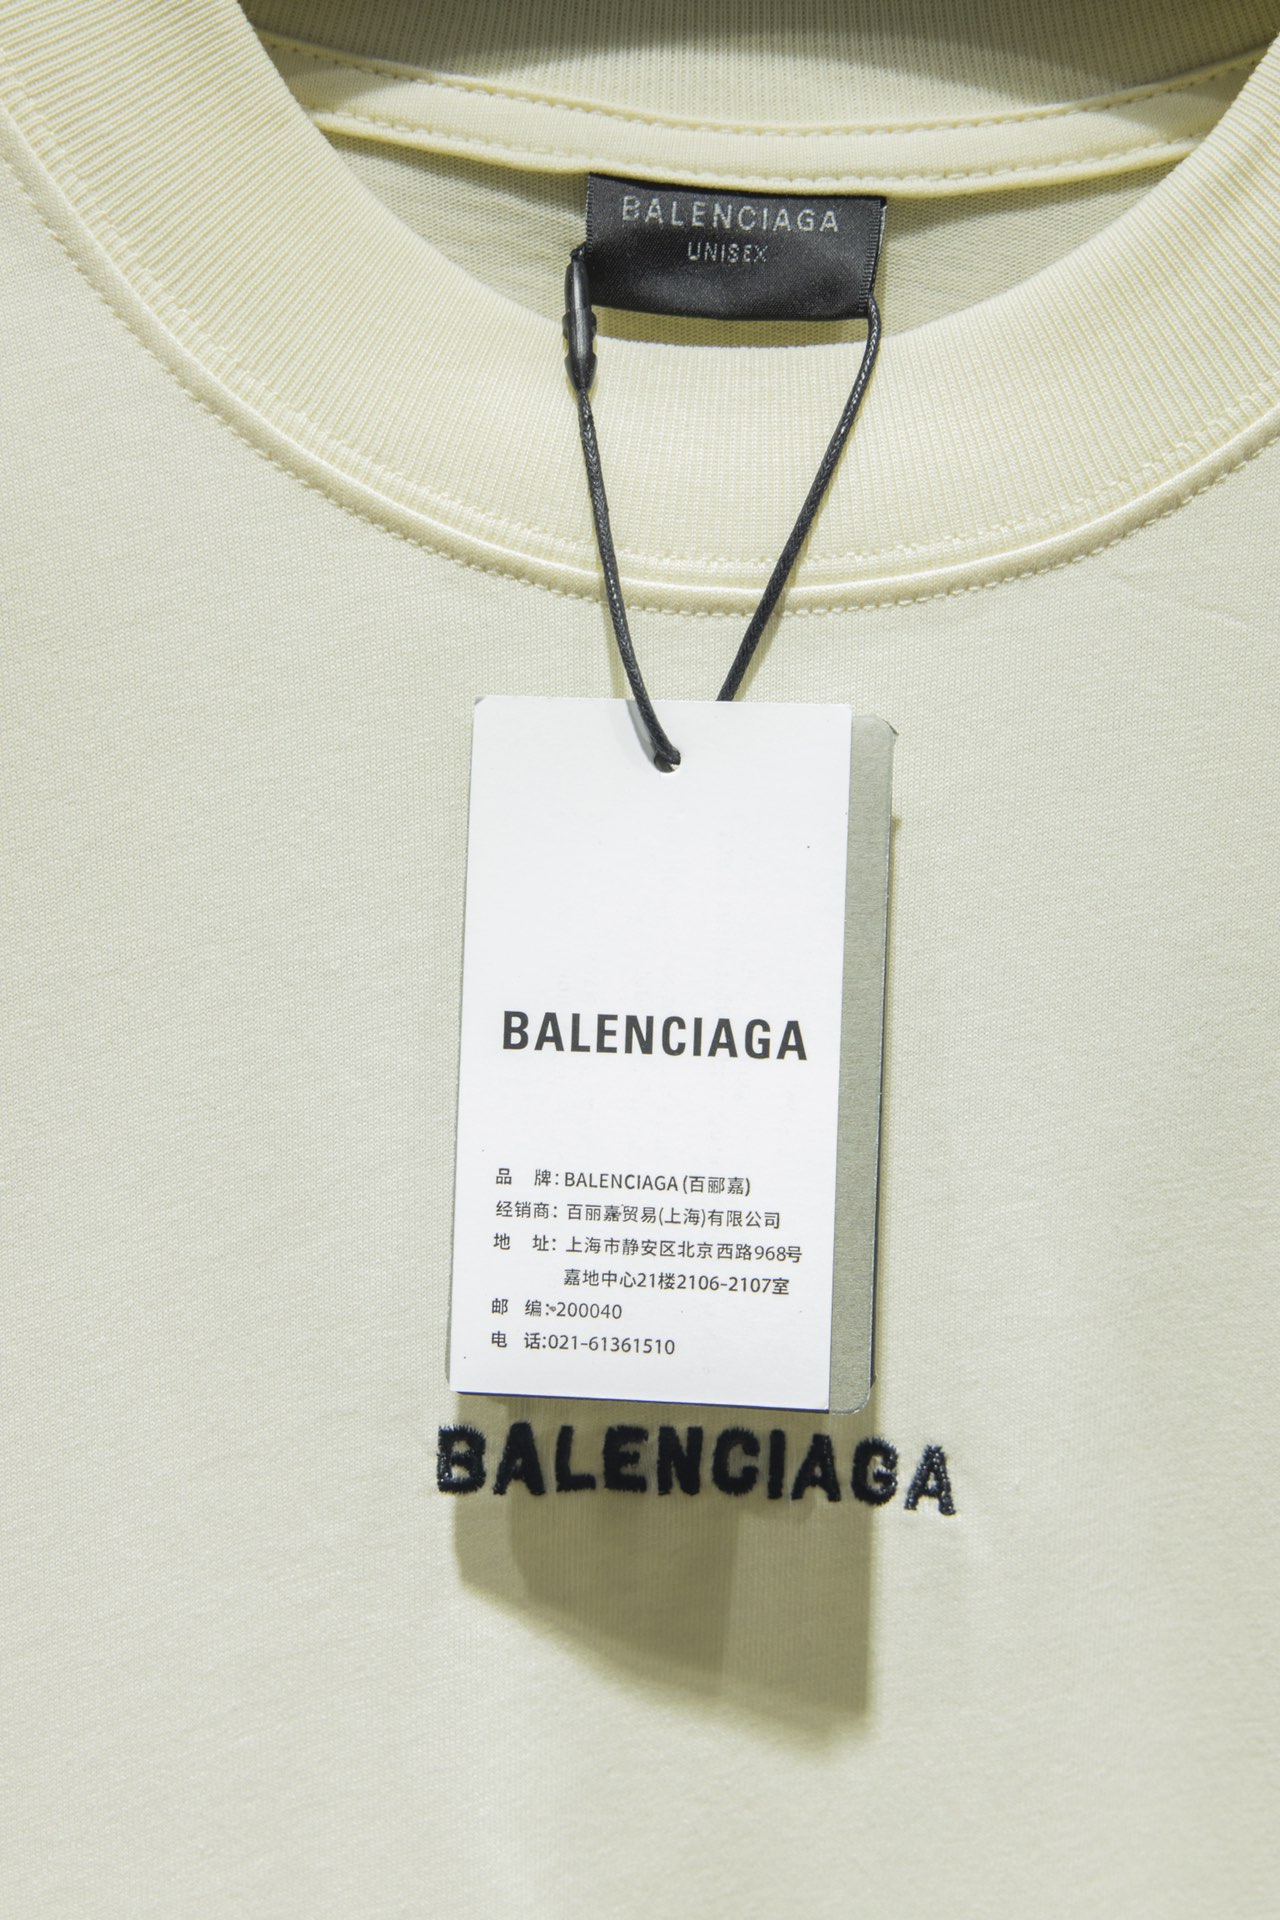 BALENCIAGA
UNISEX
BALENCIAGA
品 牌：BALENCIAGA (百郦嘉)
经销商：百丽嘉贸易(上海)有限公司
地 址：上海市静安区北京西路968号
嘉地中心21楼2106-2107室
邮 编：200040
电 话：021-61361510
BALENCIAGA